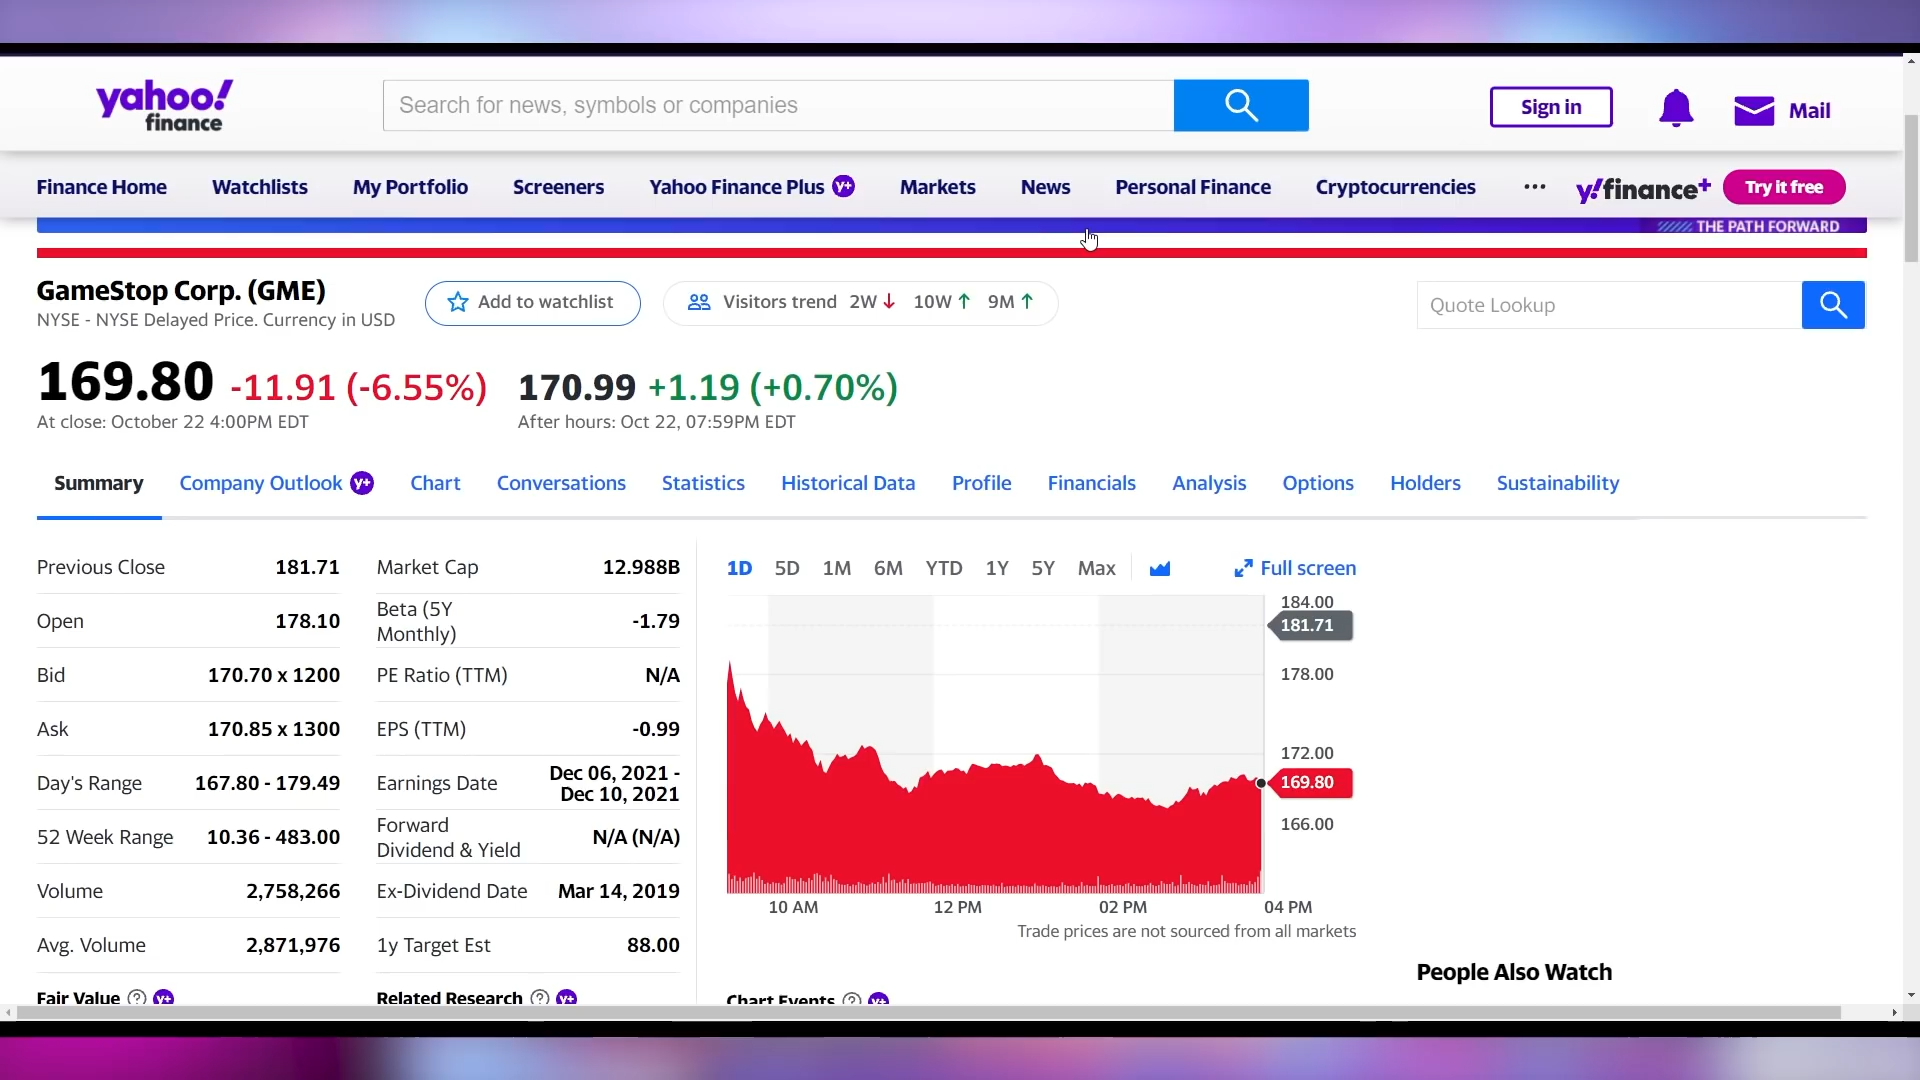 yahoo!
finance
Search for news, symbols or companies
Sign in
Mail
Finance Home Watchlists My Portfolio Screeners Yahoo Finance Plus y+ Markets News Personal Finance Cryptocurrencies ... y!finance+ Try it free
THE PATH FORWARD
GameStop Corp. (GME)
NYSE - NYSE Delayed Price. Currency in USD
Add to watchlist
Visitors trend 2W ↓ 10W ↑ 9M ↑
Quote Lookup
169.80 -11.91 (-6.55%) 170.99 +1.19 (+0.70%)
At close: October 22 4:00PM EDT After hours: Oct 22, 07:59PM EDT
Summary Company Outlook y+ Chart Conversations Statistics Historical Data Profile Financials Analysis Options Holders Sustainability
Previous Close 181.71
Open 178.10
Bid 170.70 x 1200
Ask 170.85 x 1300
Day's Range 167.80 - 179.49
52 Week Range 10.36 - 483.00
Volume 2,758,266
Avg. Volume 2,871,976
Fair Value ? y+
Market Cap 12.988B
Beta (5Y
Monthly) -1.79
PE Ratio (TTM) N/A
EPS (TTM) -0.99
Earnings Date Dec 06, 2021 -
Dec 10, 2021
Forward
Dividend & Yield N/A (N/A)
Ex-Dividend Date Mar 14, 2019
1y Target Est 88.00
Related Research ? y+
1D 5D 1M 6M YTD 1Y 5Y Max Full screen
184.00
181.71
178.00
172.00
169.80
166.00
10 AM 12 PM 02 PM 04 PM
Trade prices are not sourced from all markets
Chart Events ? y+
People Also Watch